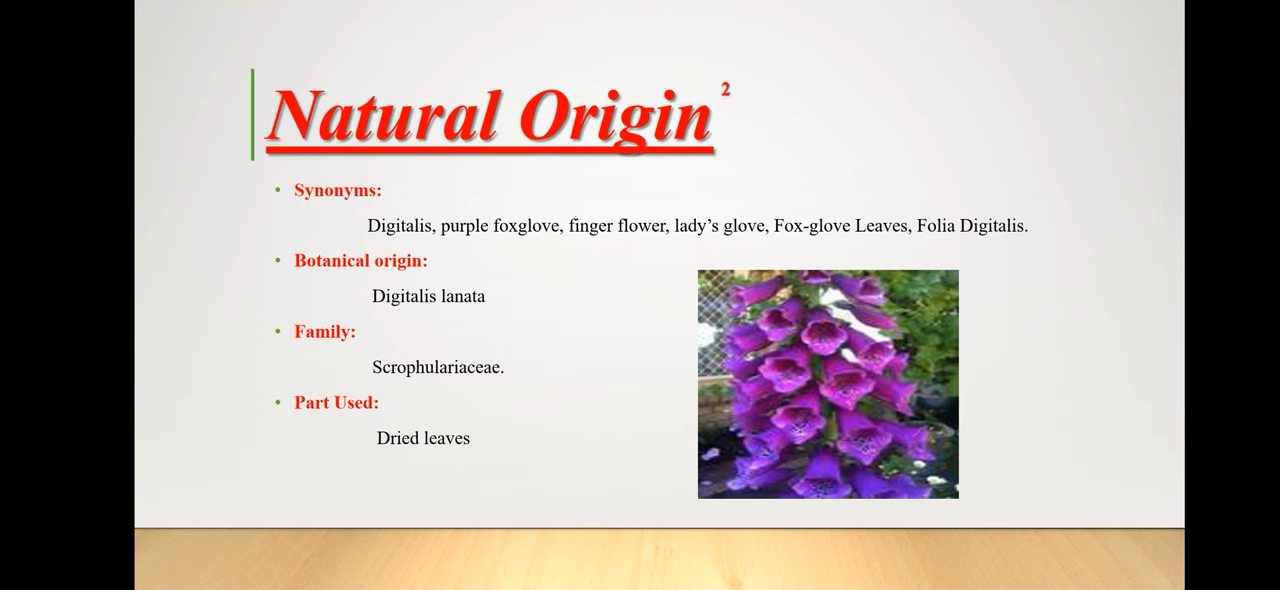 Natural Origin 2
• Synonyms:
Digitalis, purple foxglove, finger flower, lady’s glove, Fox-glove Leaves, Folia Digitalis.
• Botanical origin:
Digitalis lanata
• Family:
Scrophulariaceae.
• Part Used:
Dried leaves